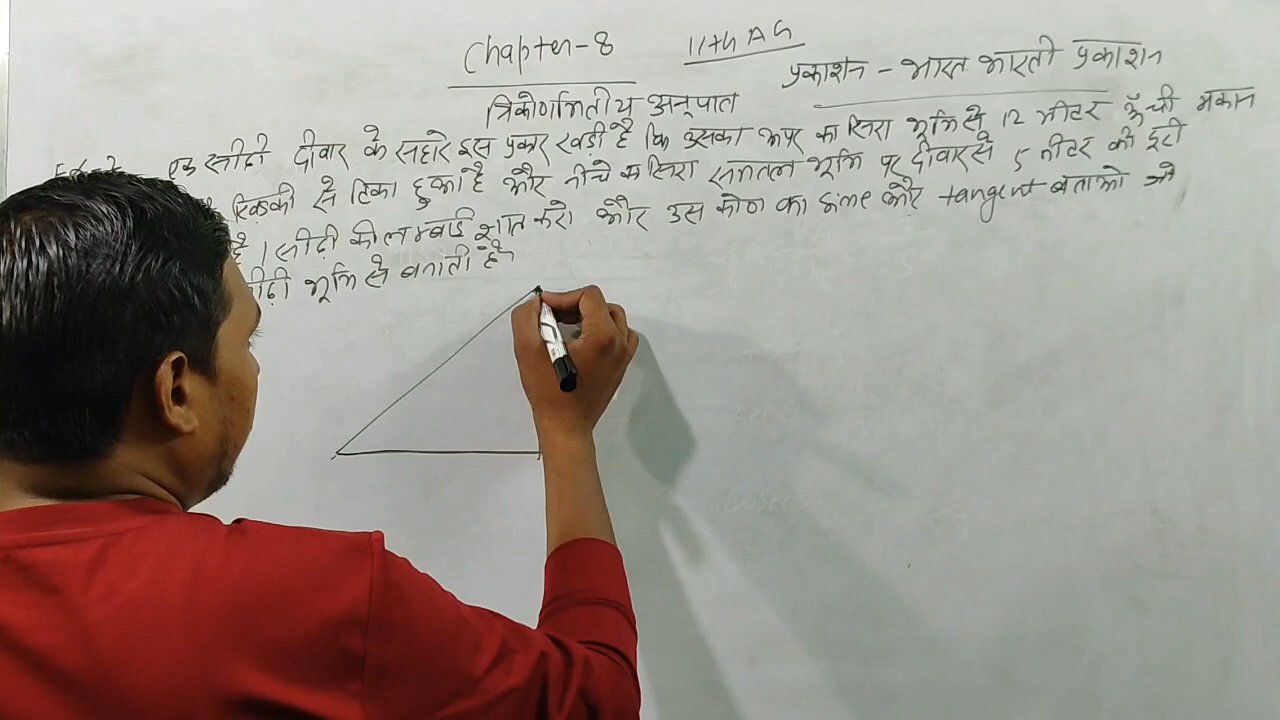 Chapter-8
11th AG
प्रकाशन - भारत भारती प्रकाशन
त्रिकोणमितीय अनुपात
एक सीढी दीवार के सहारे इस प्रकार खडी है कि उसका ऊपर का सिरा भूमि से 12 मीटर ऊँची मकान
खिडकी से टिका हुआ है और नीचे का सिरा समतल भूमि पर दीवार से 5 मीटर की दूरी
है । सीढी की लम्बाई ज्ञात करो और उस कोण का sine और tangent बताओ जो
भूमि से बनाती है